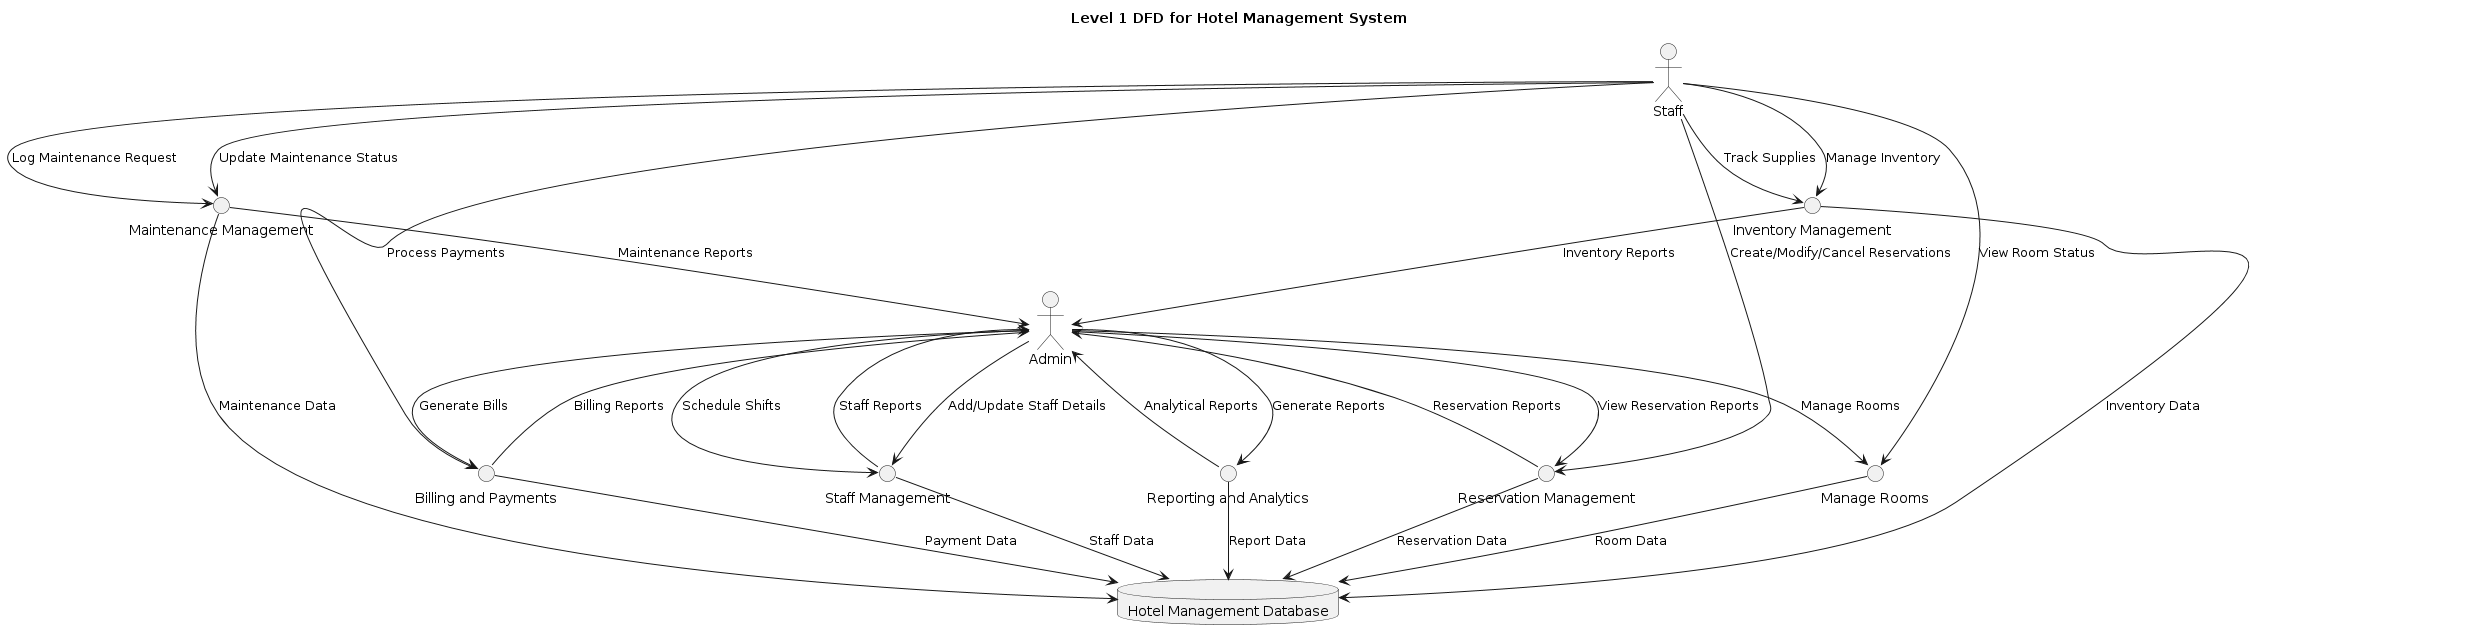 Level 1 DFD for Hotel Management System
Staff
Log Maintenance Request
Update Maintenance Status
Track Supplies
Manage Inventory
Maintenance Management
Inventory Management
Process Payments
Maintenance Reports
Inventory Reports
Create/Modify/Cancel Reservations
View Room Status
Admin
Maintenance Data
Generate Bills
Billing Reports
Schedule Shifts
Staff Reports
Add/Update Staff Details
Analytical Reports
Generate Reports
Reservation Reports
View Reservation Reports
Manage Rooms
Inventory Data
Billing and Payments
Staff Management
Reporting and Analytics
Reservation Management
Manage Rooms
Payment Data
Staff Data
Report Data
Reservation Data
Room Data
Hotel Management Database